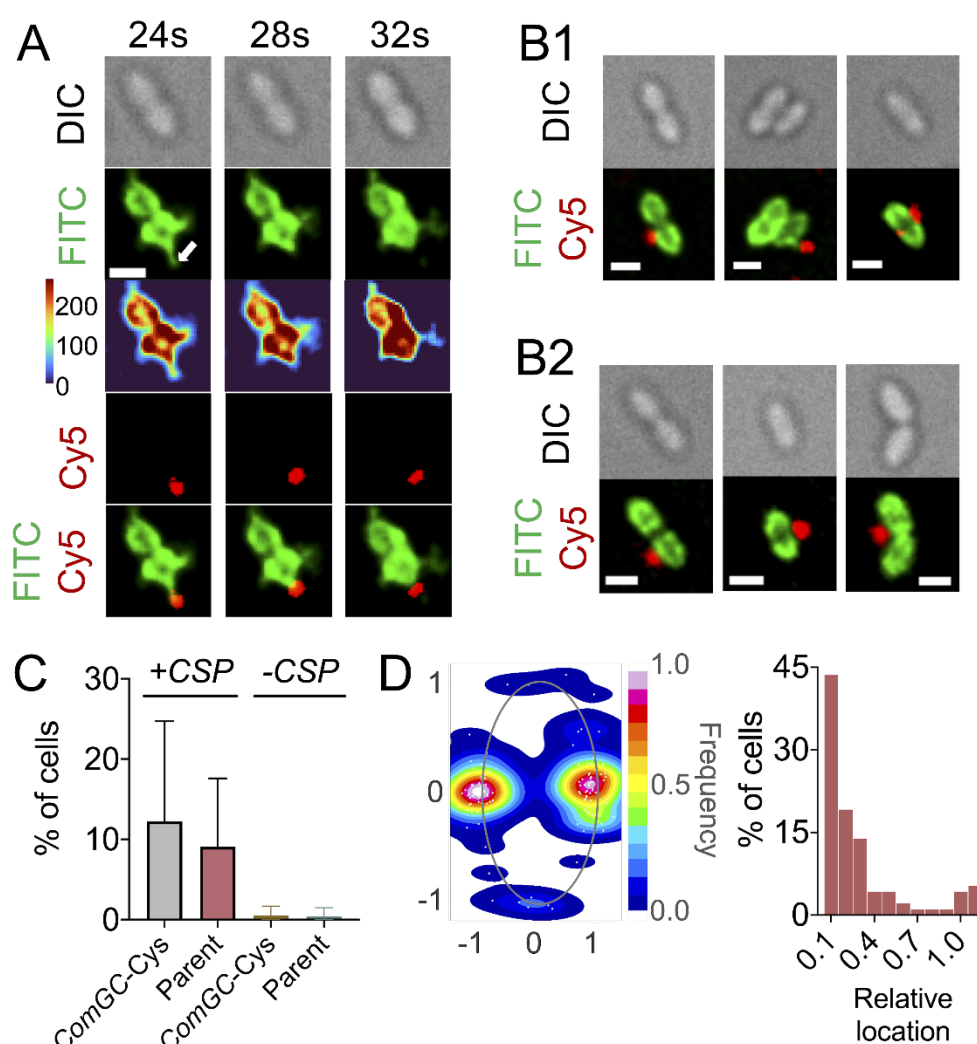 A
24s 28s 32s
DIC
FITC
200
100
0
Cy5
FITC
Cy5
B1
DIC
FITC
Cy5
B2
DIC
FITC
Cy5
C
+CSP -CSP
% of cells
30
20
10
0
ComGC-Cys
Parent
ComGC-Cys
Parent
D
1
0
-1
-1 0 1
1.0
0.5
0.0
Frequency
% of cells
45
30
15
0
0.1 0.4 0.7 1.0
Relative
location